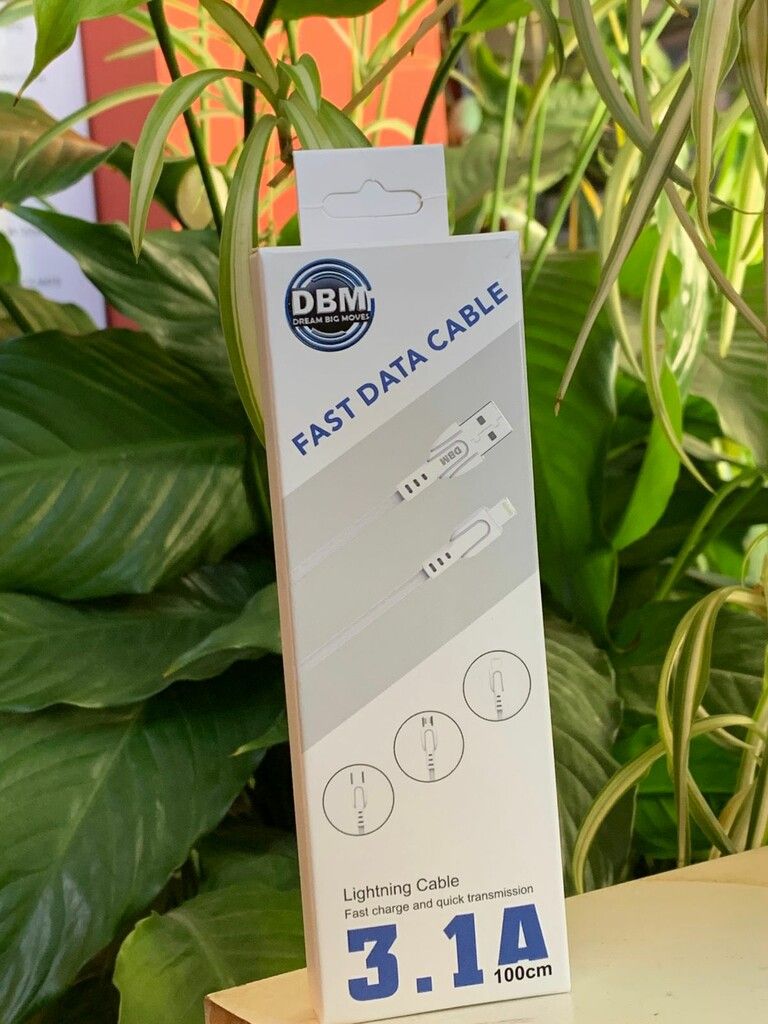 DBM
DREAM BIG MOVES
FAST DATA CABLE
DBM
Lightning Cable
Fast charge and quick transmission
3.1A
100cm